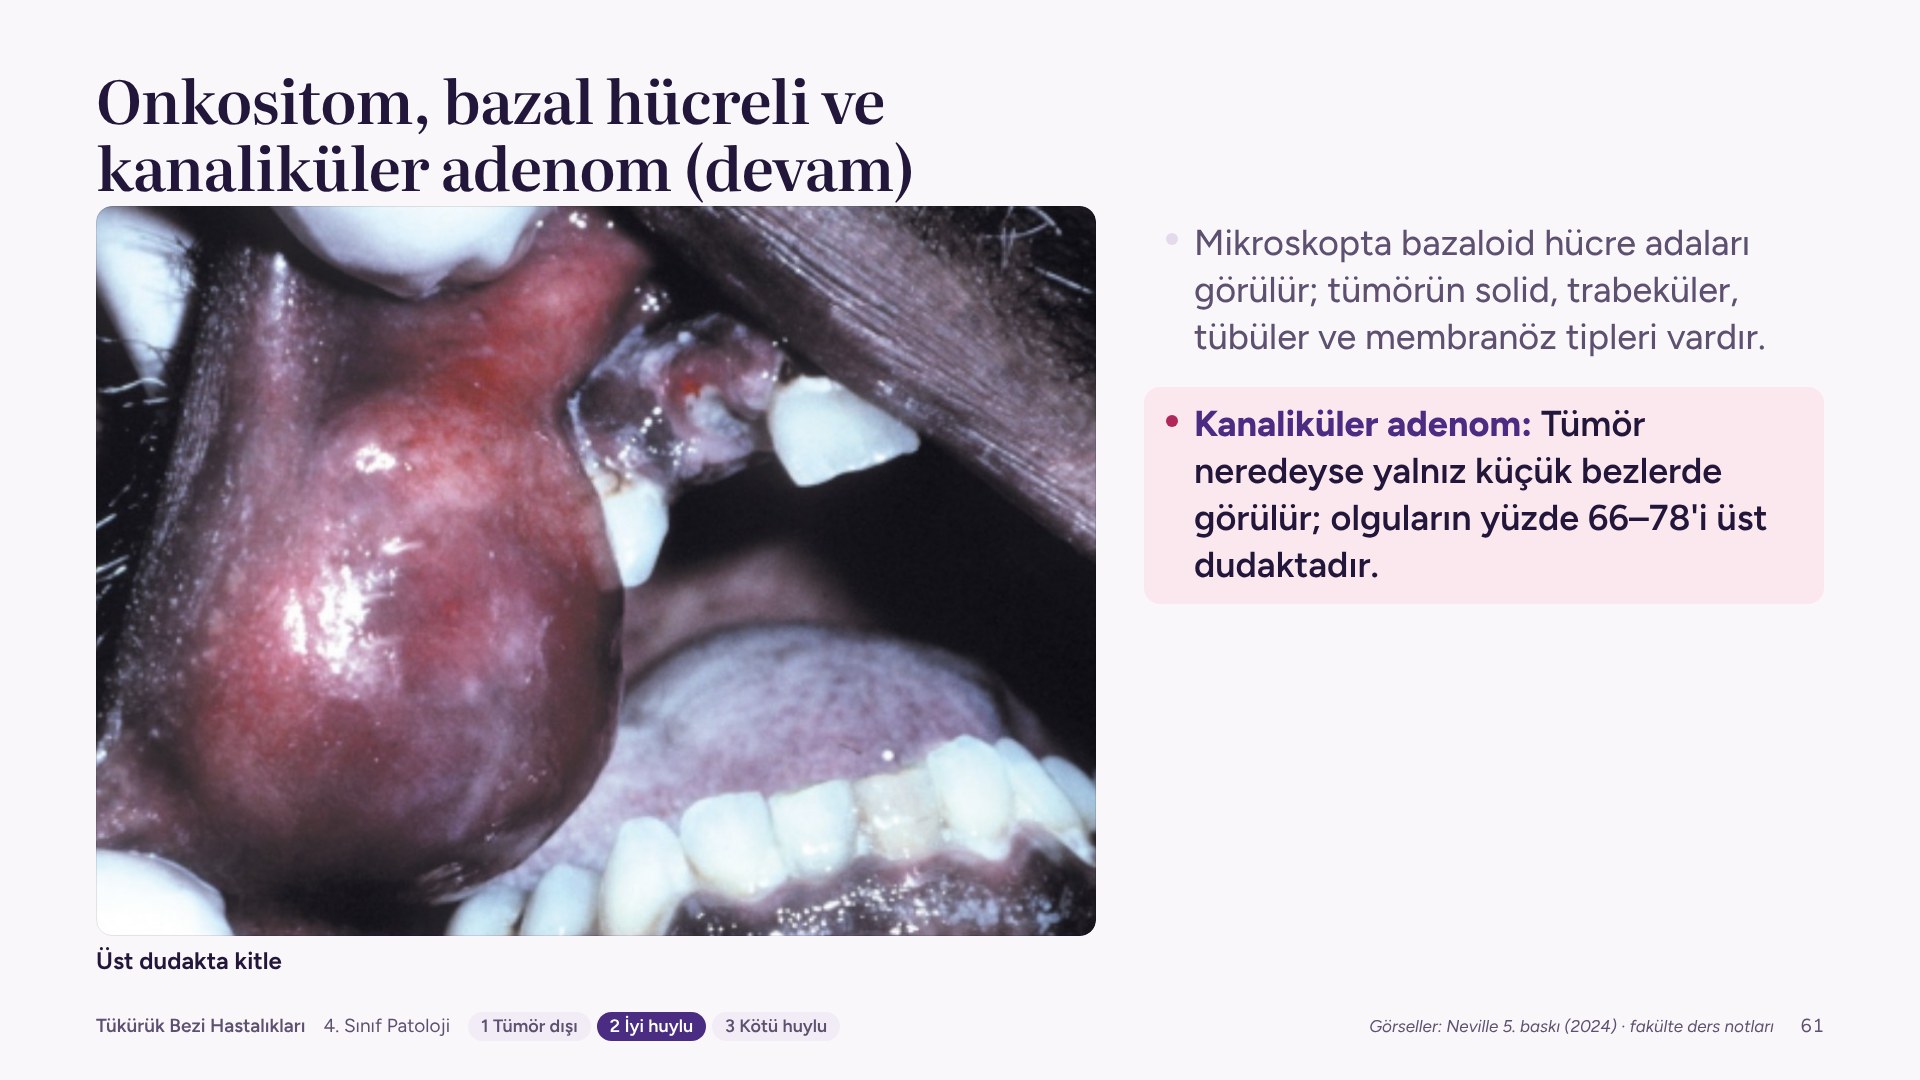 Onkositom, bazal hücreli ve
kanaliküler adenom (devam)
Mikroskopta bazaloid hücre adaları
görülür; tümörün solid, trabeküler,
tübüler ve membranöz tipleri vardır.
Kanaliküler adenom: Tümör
neredeyse yalnız küçük bezlerde
görülür; olguların yüzde 66–78'i üst
dudaktadır.
Üst dudakta kitle
Tükürük Bezi Hastalıkları 4. Sınıf Patoloji 1 Tümör dışı 2 İyi huylu 3 Kötü huylu
Görseller: Neville 5. baskı (2024) · fakülte ders notları 61